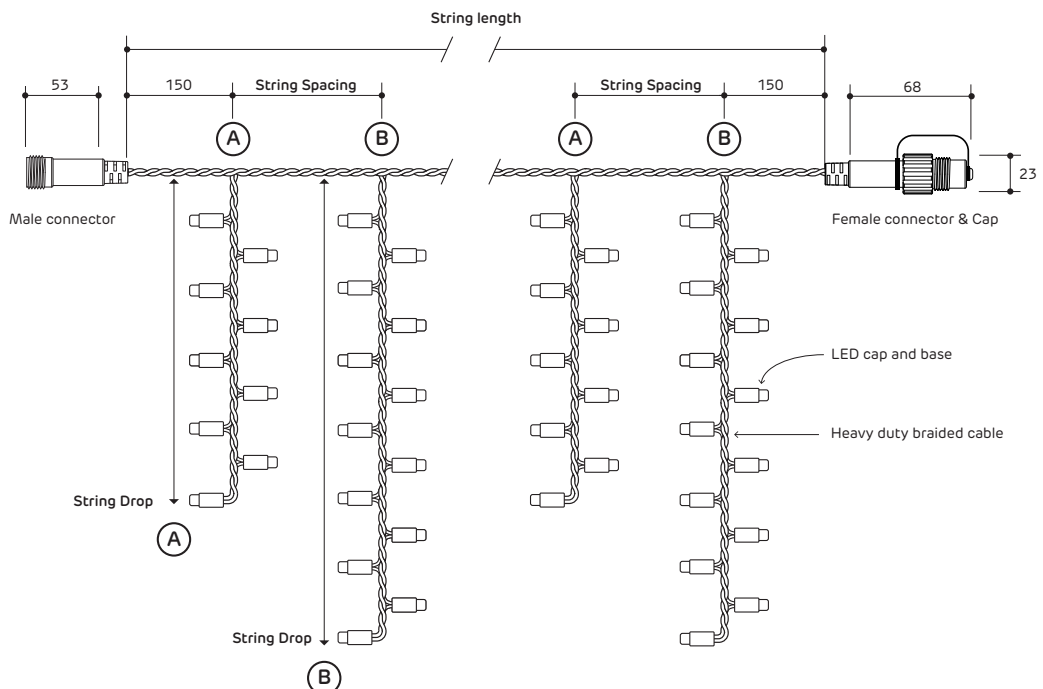 String length
53
150
String Spacing
String Spacing
150
68
A
B
A
B
23
Male connector
Female connector & Cap
LED cap and base
Heavy duty braided cable
String Drop
A
String Drop
B